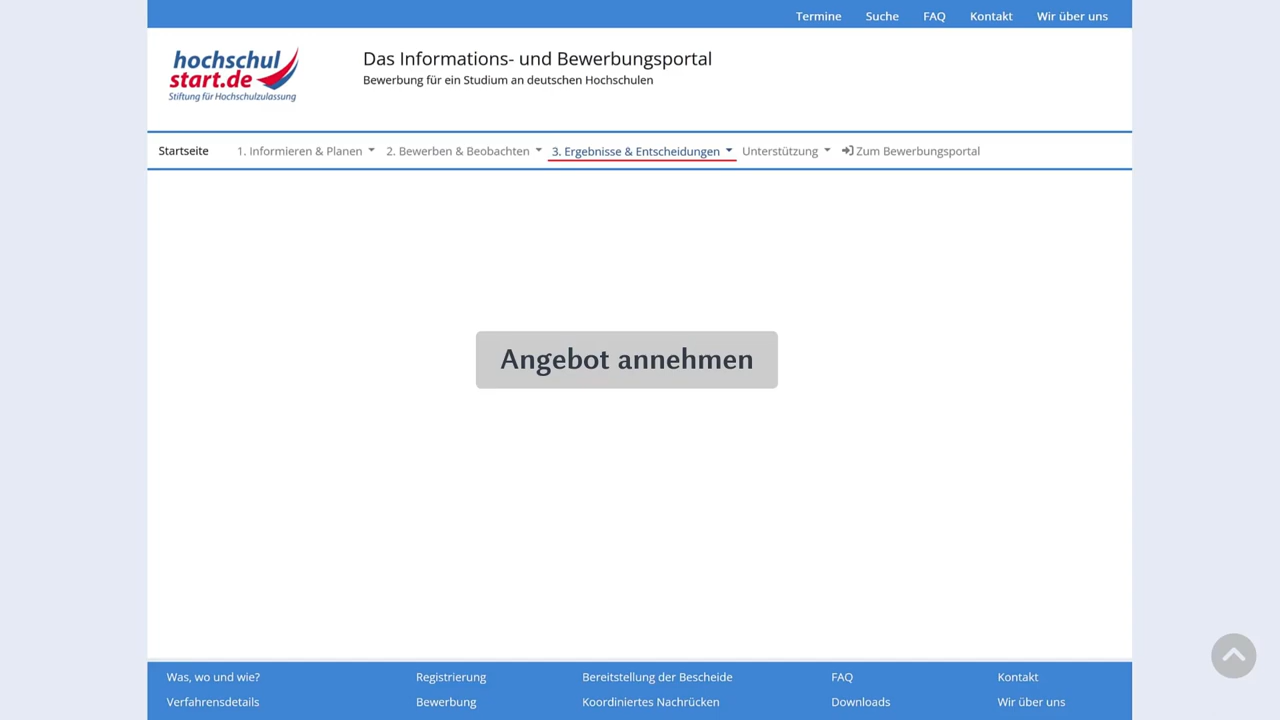 Termine Suche FAQ Kontakt Wir über uns
hochschul
start.de
Stiftung für Hochschulzulassung
Das Informations- und Bewerbungsportal
Bewerbung für ein Studium an deutschen Hochschulen
Startseite 1. Informieren & Planen 2. Bewerben & Beobachten 3. Ergebnisse & Entscheidungen Unterstützung Zum Bewerbungsportal
Angebot annehmen
Was, wo und wie? Registrierung Bereitstellung der Bescheide FAQ Kontakt
Verfahrensdetails Bewerbung Koordiniertes Nachrücken Downloads Wir über uns